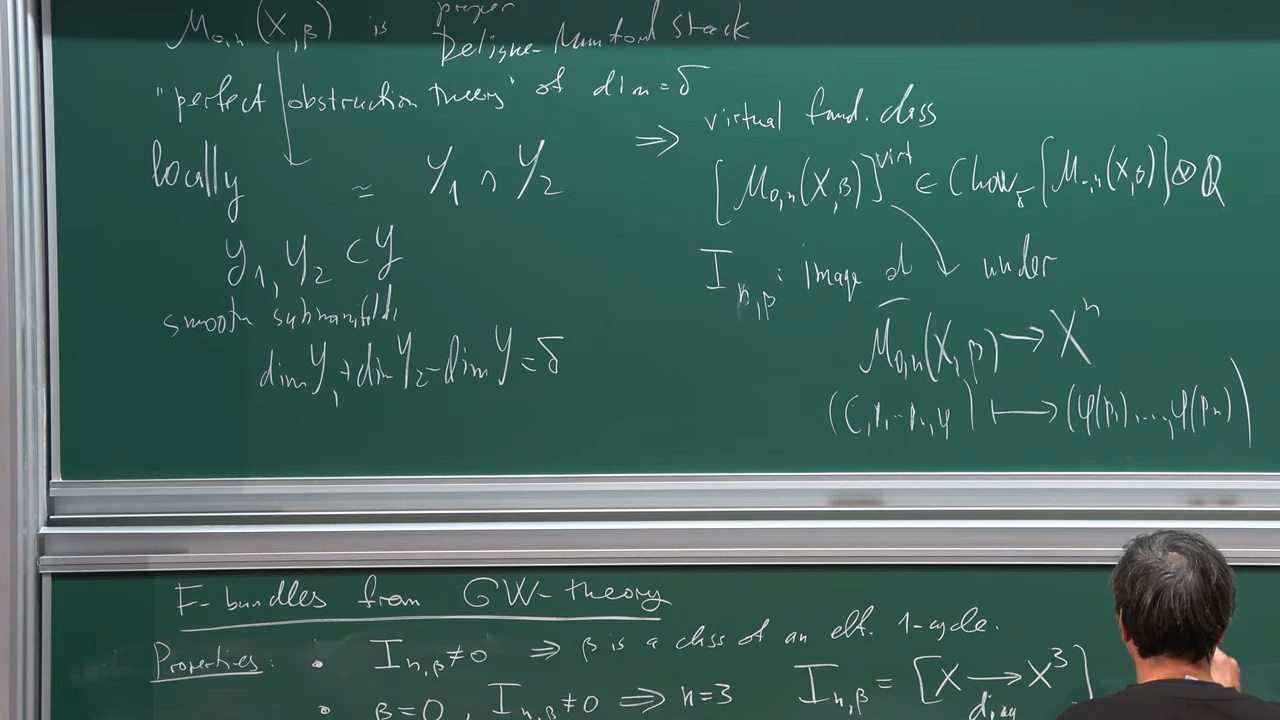 M₀,ₙ(X,β) is proper
Deligne-Mumford stack
"perfect obstruction theory" of dim = δ
locally ≃ Y₁ ∩ Y₂
Y₁, Y₂ ⊂ Y
smooth submanifolds
dim Y₁ + dim Y₂ - dim Y = δ
⇒ virtual fund. class
[M₀,ₙ(X,β)]^virt ∈ Chow_δ[M₀,ₙ(X,β)] ⊗ Q
I_{n,β} : image of under
M̄₀,ₙ(X,β) → Xⁿ
(C, p₁ … pₙ, φ) ⟼ (φ(p₁), …, φ(pₙ))
F-bundles from GW-theory
Properties: • I_{n,β} ≠ 0 ⇒ β is a class of an eff. 1-cycle.
• β = 0, I_{n,β} ≠ 0 ⇒ n = 3 I_{n,β} = [X → X³]
diag